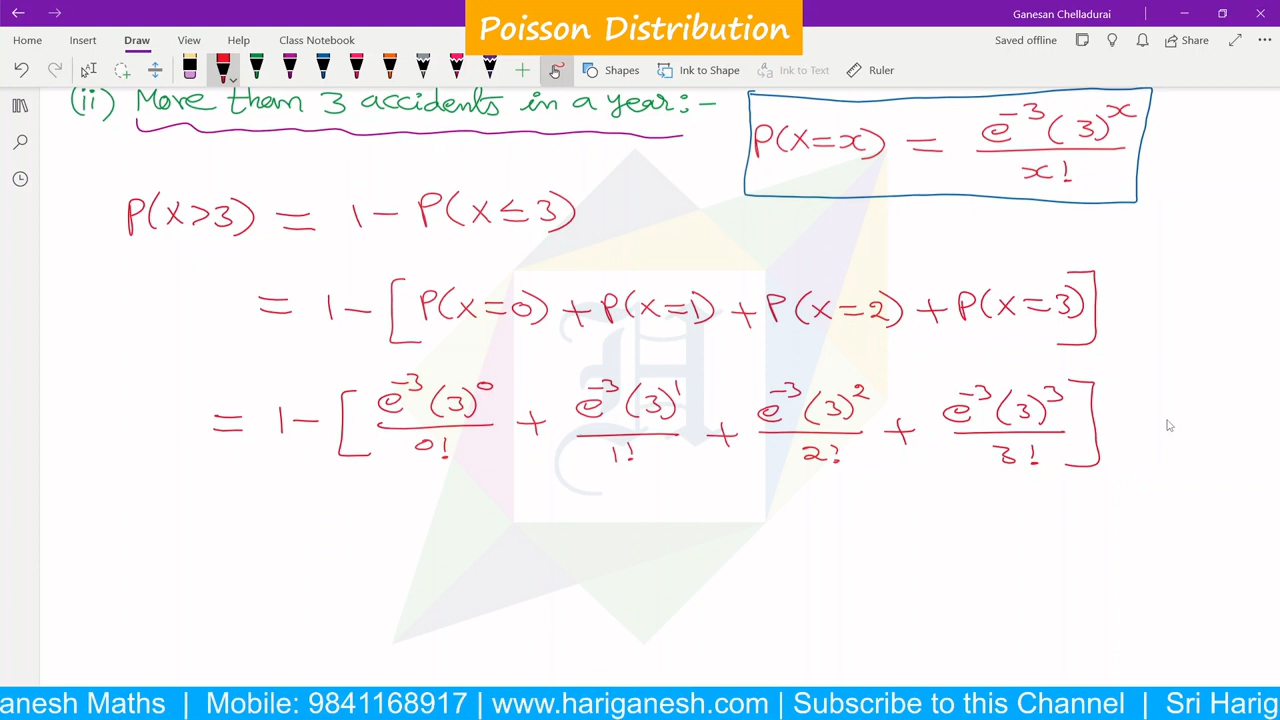 Poisson Distribution
Ganesan Chelladurai
Home Insert Draw View Help Class Notebook
Saved offline Share
Shapes Ink to Shape Ink to Text Ruler
(ii) More than 3 accidents in a year:-
P(X=x) = e^-3 (3)^x / x!
P(X>3) = 1 - P(X≤3)
= 1 - [P(X=0) + P(X=1) + P(X=2) + P(X=3)]
= 1 - [e^-3 (3)^0 / 0! + e^-3 (3)^1 / 1! + e^-3 (3)^2 / 2! + e^-3 (3)^3 / 3!]
anesh Maths | Mobile: 9841168917 | www.hariganesh.com | Subscribe to this Channel | Sri Harig